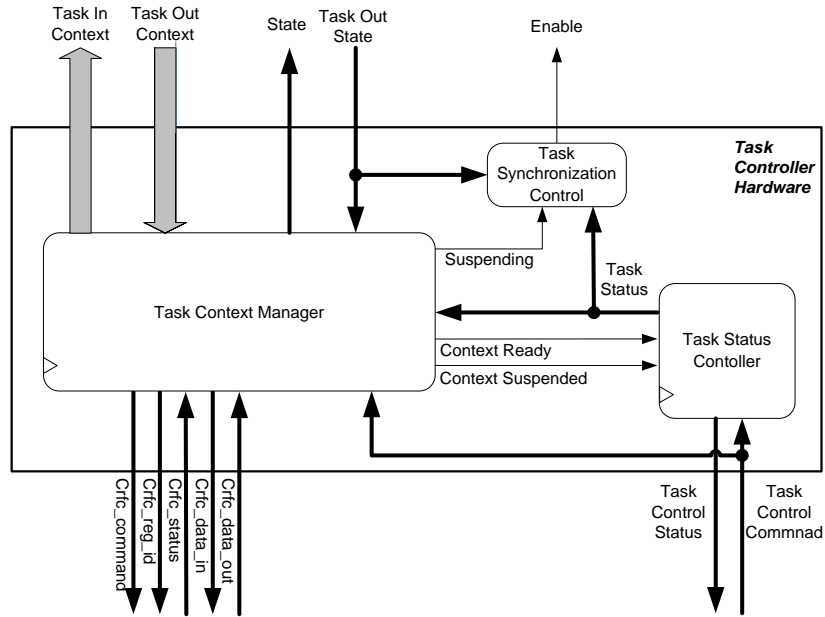 Task In
Context
Task Out
Context
State
Task Out
State
Enable
Task
Synchronization
Control
Task
Controller
Hardware
Suspending
Task
Status
Task Context Manager
Task Status
Contoller
Context Ready
Context Suspended
Crfc_command
Crfc_reg_id
Crfc_status
Crfc_data_in
Crfc_data_out
Task
Control
Status
Task
Control
Commnad